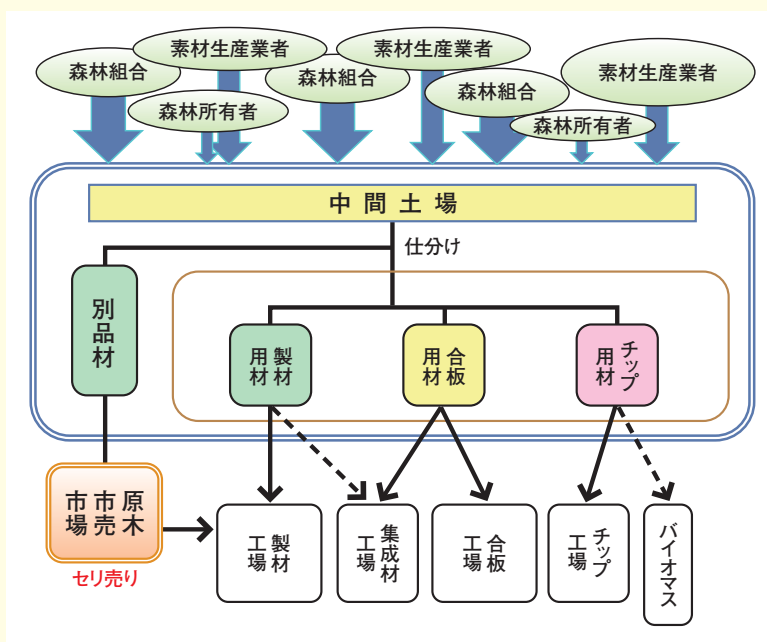 素材生産業者
素材生産業者
素材生産業者
森林組合
森林組合
森林組合
森林所有者
森林所有者
中間土場
仕分け
別品材
製材
用材
合板
用材
チップ
用材
原木
市売
市場
セリ売り
製材
工場
集成材
工場
合板
工場
チップ
工場
バイオマス